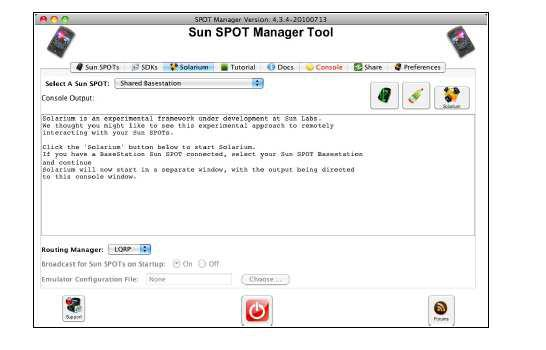 SPOT Manager Version: 4.3.4-20100713
Sun SPOT Manager Tool
Sun SPOTs SDKs Solarium Tutorial Docs Console Share Preferences
Select A Sun SPOT: Shared Basestation
Console Output:
Solarium
Solarium is an experimental framework under development at Sun Labs.
We thought you might like to see this experimental approach to remotely
interacting with your Sun SPOTs.
Click the 'Solarium' button below to start Solarium.
If you have a BaseStation Sun SPOT connected, select your Sun SPOT Basestation
and continue
Solarium will now start in a separate window, with the output being directed
to this console window.
Routing Manager: LQRP
Broadcast for Sun SPOTs on Startup: On Off
Emulator Configuration File: None Choose ...
Support
Forums